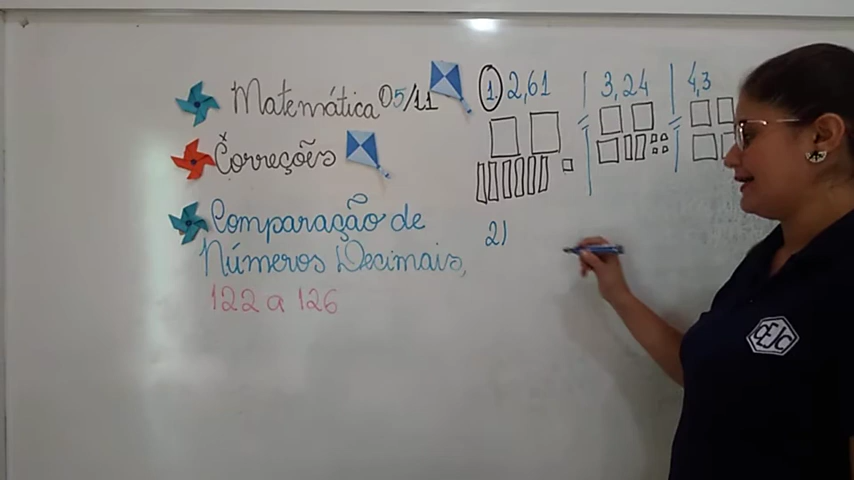 Matemática 05/11
Correções
Comparação de
Números Decimais,
122 a 126
1. 2,61 3,24 4,3
2)
CEJC